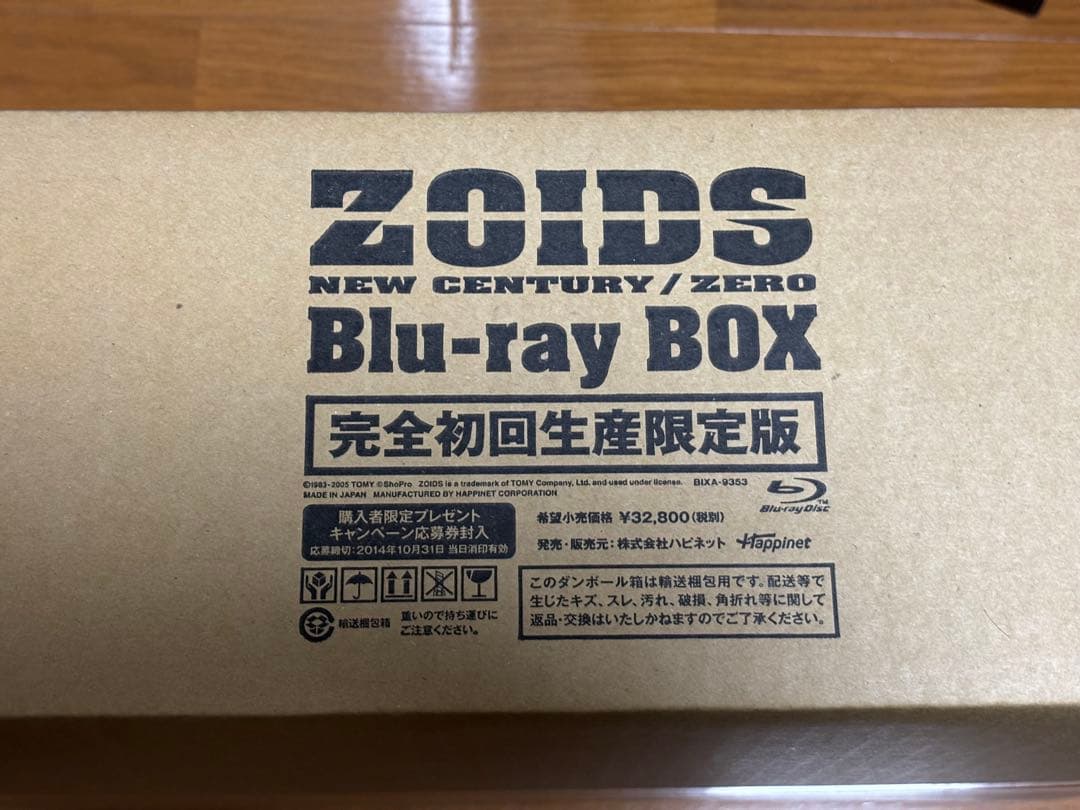 ZOIDS
NEW CENTURY / ZERO
Blu-ray BOX
完全初回生産限定版
©1983-2005 TOMY ©ShoPro ZOIDS is a trademark of TOMY Company, Ltd. and used under license. BIXA-9353
MADE IN JAPAN MANUFACTURED BY HAPPINET CORPORATION
Blu-ray Disc TM
購入者限定プレゼント
キャンペーン応募券封入
応募締切:2014年10月31日 当日消印有効
希望小売価格 ¥32,800(税別)
発売・販売元:株式会社ハピネット Happinet
輸送梱包箱
重いので持ち運びに
ご注意ください。
このダンボール箱は輸送梱包用です。配送等で
生じたキズ、スレ、汚れ、破損、角折れ等に関して
返品・交換はいたしかねますのでご了承ください。